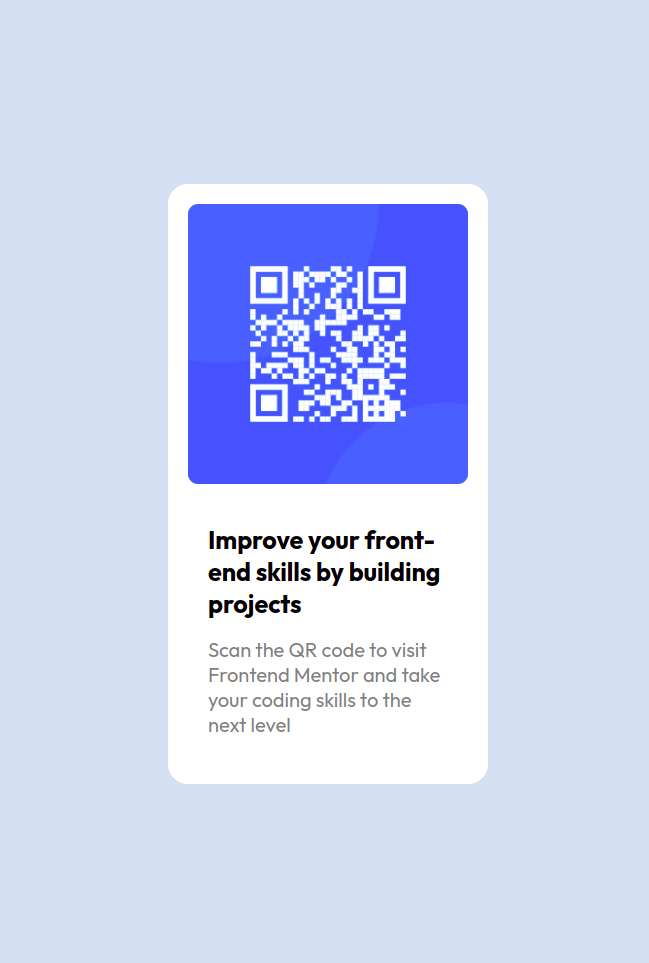 Improve your front-
end skills by building
projects
Scan the QR code to visit
Frontend Mentor and take
your coding skills to the
next level